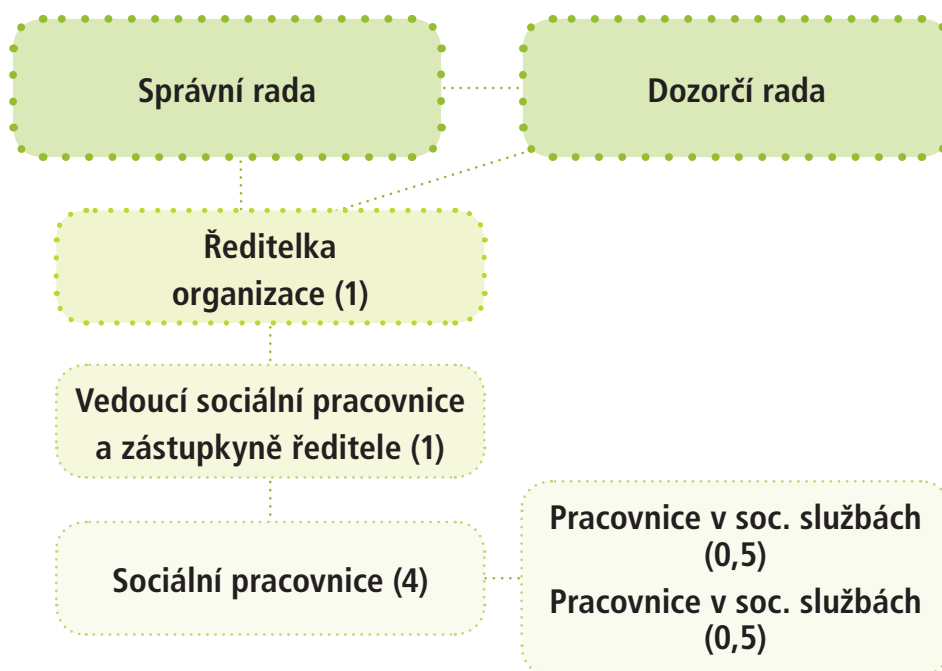 Správní rada
Dozorčí rada
Ředitelka
organizace (1)
Vedoucí sociální pracovnice
a zástupkyně ředitele (1)
Sociální pracovnice (4)
Pracovnice v soc. službách
(0,5)
Pracovnice v soc. službách
(0,5)